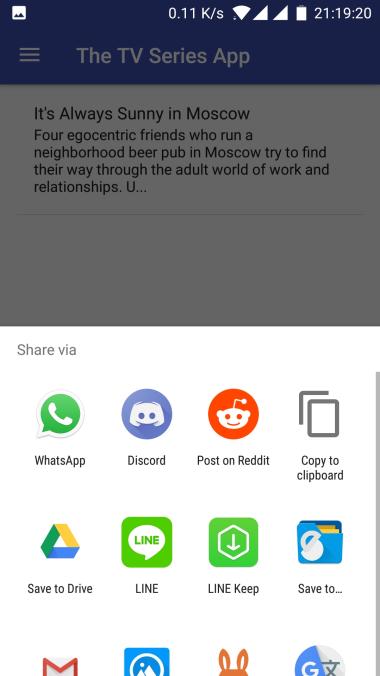 0.11 K/s 21:19:20
The TV Series App
It's Always Sunny in Moscow
Four egocentric friends who run a
neighborhood beer pub in Moscow try to find
their way through the adult world of work and
relationships. U...
Share via
WhatsApp Discord Post on Reddit Copy to
clipboard
LINE
Save to Drive LINE LINE Keep Save to...
G文